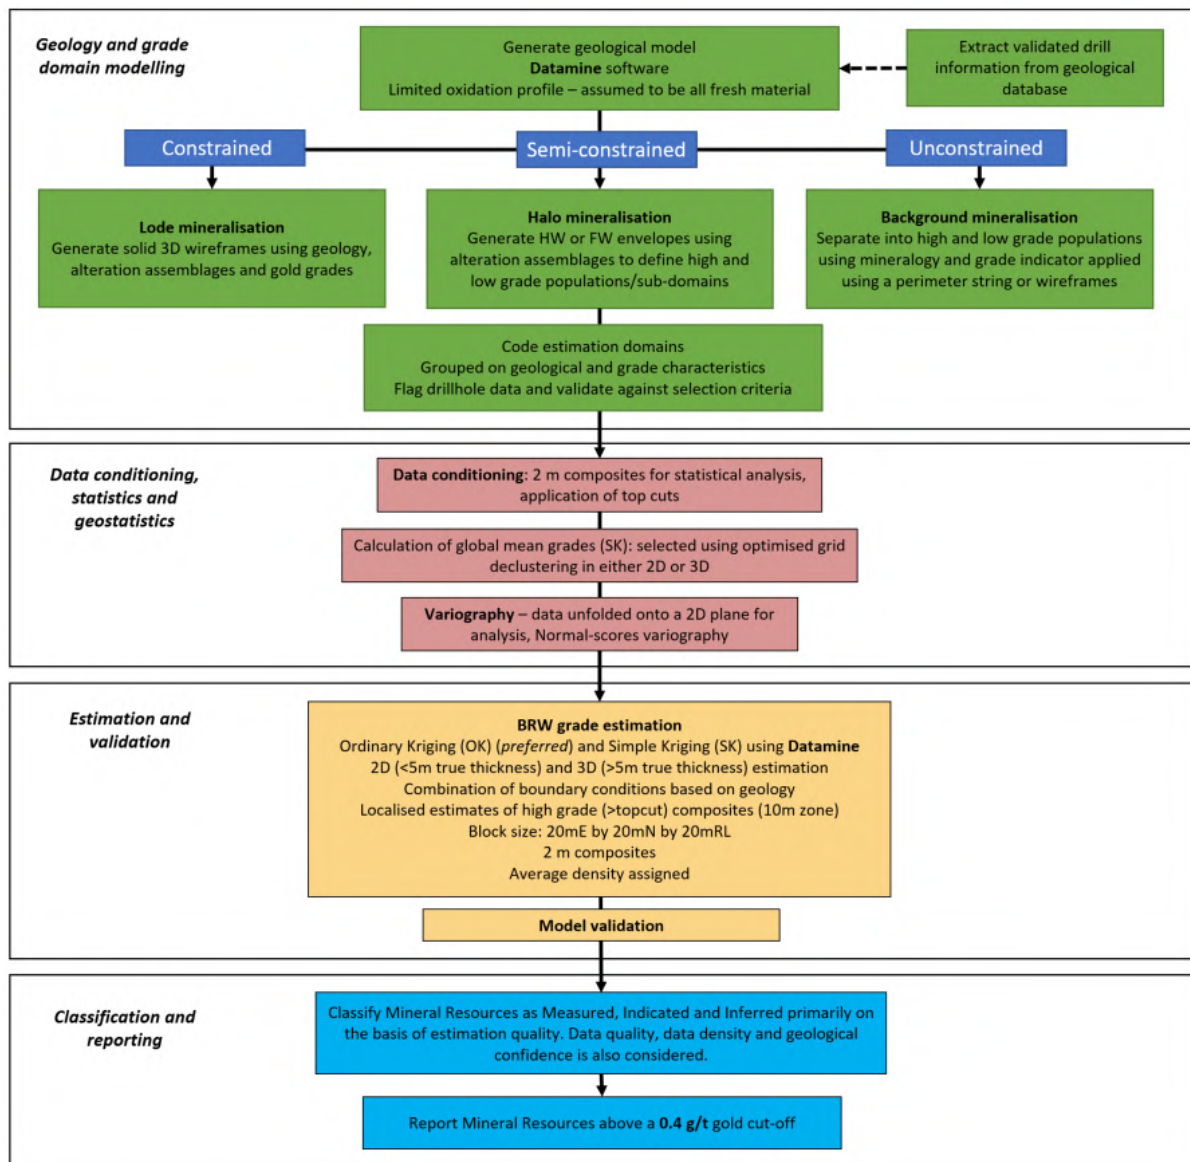 Geology and grade
domain modelling
Generate geological model
Datamine software
Limited oxidation profile – assumed to be all fresh material
Extract validated drill
information from geological
database
Constrained
Semi-constrained
Unconstrained
Lode mineralisation
Generate solid 3D wireframes using geology,
alteration assemblages and gold grades
Halo mineralisation
Generate HW or FW envelopes using
alteration assemblages to define high and
low grade populations/sub-domains
Background mineralisation
Separate into high and low grade populations
using mineralogy and grade indicator applied
using a perimeter string or wireframes
Code estimation domains
Grouped on geological and grade characteristics
Flag drillhole data and validate against selection criteria
Data conditioning,
statistics and
geostatistics
Data conditioning: 2 m composites for statistical analysis,
application of top cuts
Calculation of global mean grades (SK): selected using optimised grid
declustering in either 2D or 3D
Variography – data unfolded onto a 2D plane for
analysis, Normal-scores variography
Estimation and
validation
BRW grade estimation
Ordinary Kriging (OK) (preferred) and Simple Kriging (SK) using Datamine
2D (<5m true thickness) and 3D (>5m true thickness) estimation
Combination of boundary conditions based on geology
Localised estimates of high grade (>topcut) composites (10m zone)
Block size: 20mE by 20mN by 20mRL
2 m composites
Average density assigned
Model validation
Classification and
reporting
Classify Mineral Resources as Measured, Indicated and Inferred primarily on
the basis of estimation quality. Data quality, data density and geological
confidence is also considered.
Report Mineral Resources above a 0.4 g/t gold cut-off